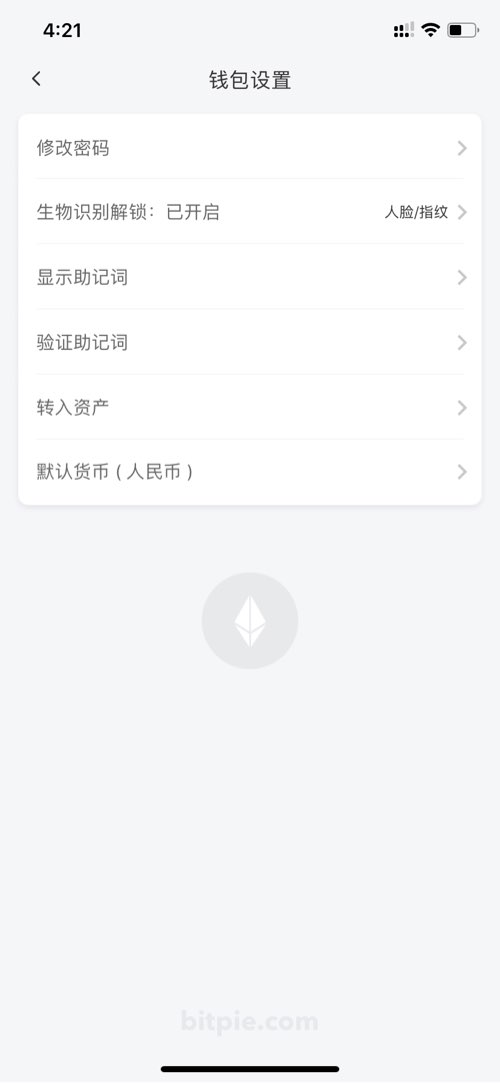 4:21
钱包设置
修改密码
生物识别解锁：已开启 人脸/指纹
显示助记词
验证助记词
转入资产
默认货币 ( 人民币 )
bitpie.com